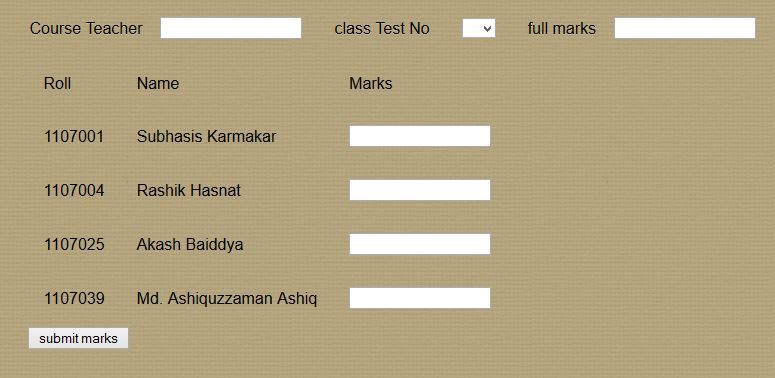 Course Teacher class Test No full marks
Roll Name Marks
1107001 Subhasis Karmakar
1107004 Rashik Hasnat
1107025 Akash Baiddya
1107039 Md. Ashiquzzaman Ashiq
submit marks